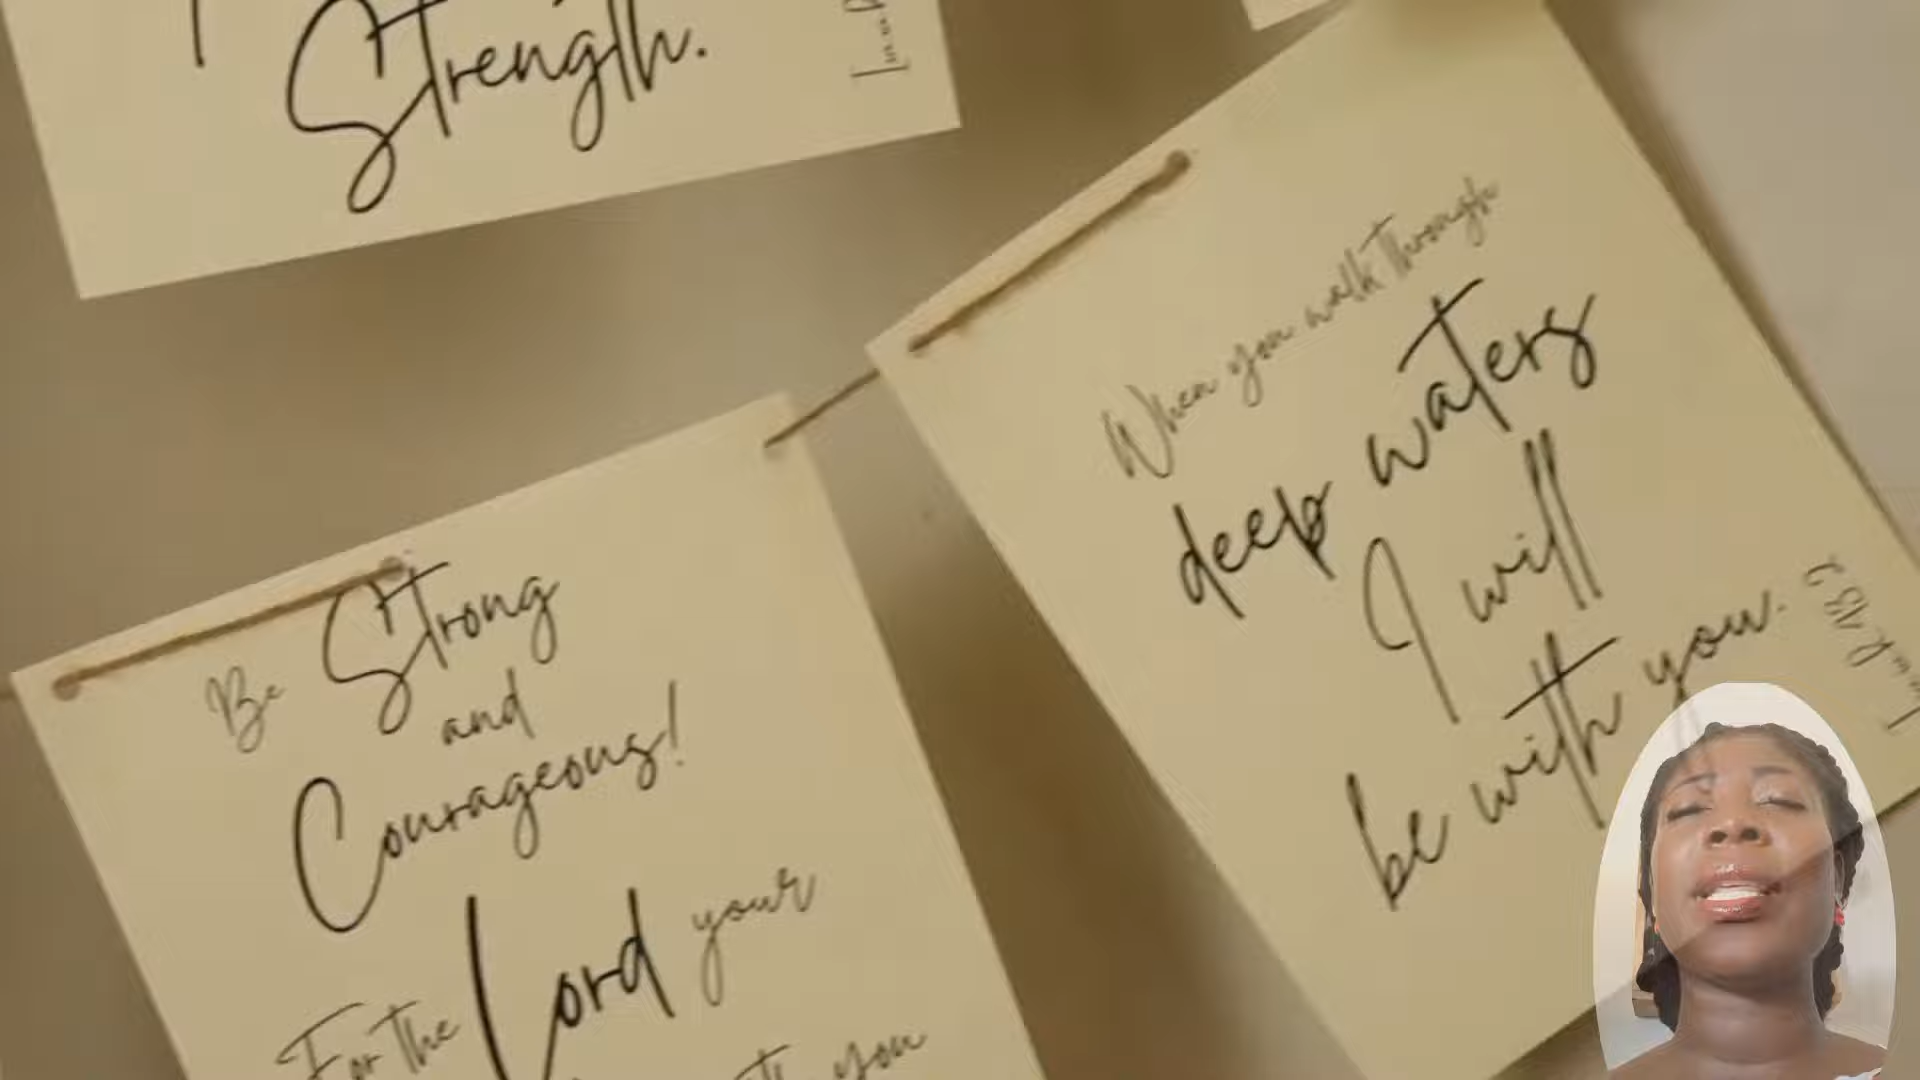 Strength.
Be Strong
and
Courageous!
For the Lord your
you
When you walk through
deep waters
I will
be with you.